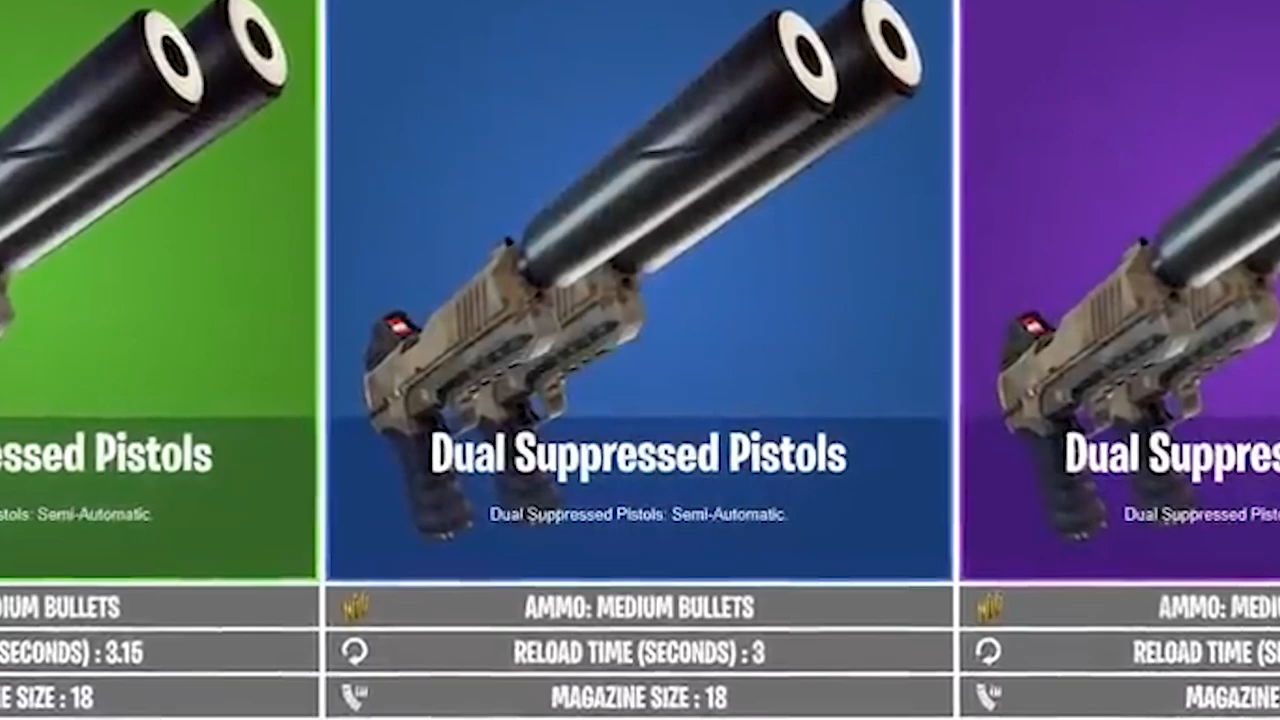 essed Pistols
stols: Semi-Automatic.
DIUM BULLETS
SECONDS) : 3.15
E SIZE : 18
Dual Suppressed Pistols
Dual Suppressed Pistols: Semi-Automatic.
AMMO: MEDIUM BULLETS
RELOAD TIME (SECONDS) : 3
MAGAZINE SIZE : 18
Dual Suppres
Dual Suppressed Pisto
AMMO: MEDI
RELOAD TIME (S
MAGAZINE